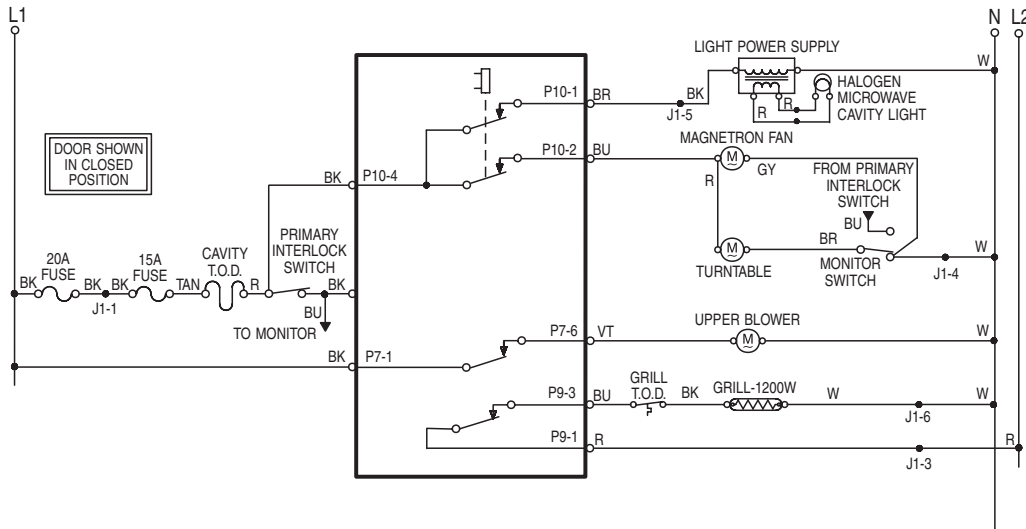 L1
N L2
LIGHT POWER SUPPLY
W
HALOGEN
MICROWAVE
CAVITY LIGHT
R
R
P10-1
BR
BK
J1-5
MAGNETRON FAN
P10-2
BU
M
GY
R
FROM PRIMARY
INTERLOCK
SWITCH
BU
DOOR SHOWN
IN CLOSED
POSITION
BK
P10-4
20A
FUSE
15A
FUSE
CAVITY
T.O.D.
PRIMARY
INTERLOCK
SWITCH
M
TURNTABLE
BR
MONITOR
SWITCH
W
J1-4
BK
BK
BK
TAN
R
BK
J1-1
BU
TO MONITOR
UPPER BLOWER
P7-6
VT
M
W
BK
P7-1
GRILL
T.O.D.
GRILL-1200W
P9-3
BU
BK
W
W
J1-6
P9-1
R
R
J1-3